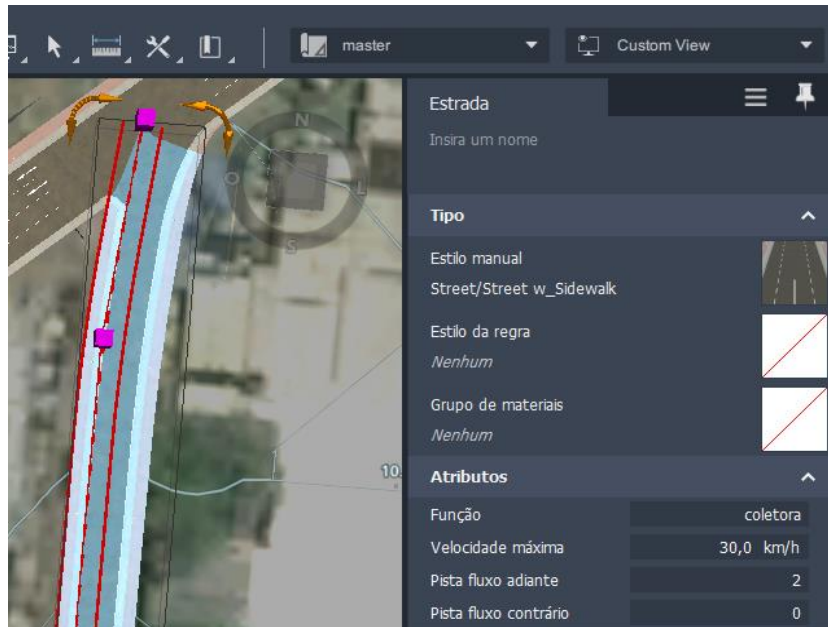 master
Custom View
Estrada
Insira um nome
Tipo
Estilo manual
Street/Street w_Sidewalk
Estilo da regra
Nenhum
Grupo de materiais
Nenhum
Atributos
Função coletora
Velocidade máxima 30,0 km/h
Pista fluxo adiante 2
Pista fluxo contrário 0
N
O
L
S
10.